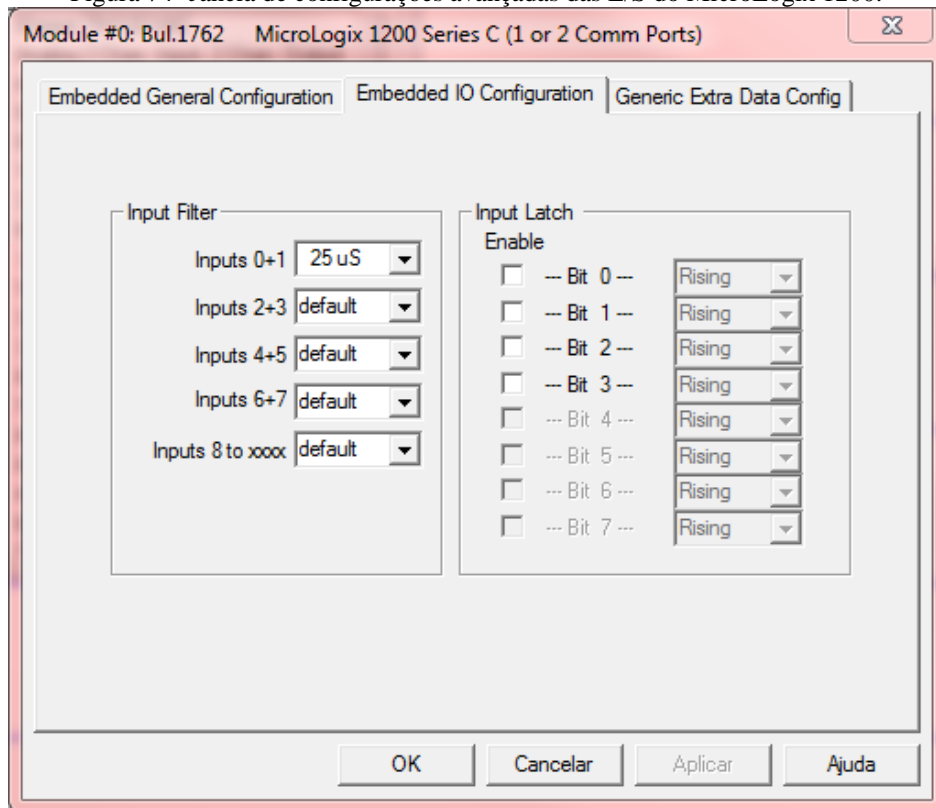 Module #0: Bul.1762 MicroLogix 1200 Series C (1 or 2 Comm Ports)
Embedded General Configuration Embedded IO Configuration Generic Extra Data Config
Input Filter
Inputs 0+1 25 uS
Inputs 2+3 default
Inputs 4+5 default
Inputs 6+7 default
Inputs 8 to xxxx default
Input Latch
Enable
--- Bit 0 --- Rising
--- Bit 1 --- Rising
--- Bit 2 --- Rising
--- Bit 3 --- Rising
--- Bit 4 --- Rising
--- Bit 5 --- Rising
--- Bit 6 --- Rising
--- Bit 7 --- Rising
OK Cancelar Aplicar Ajuda